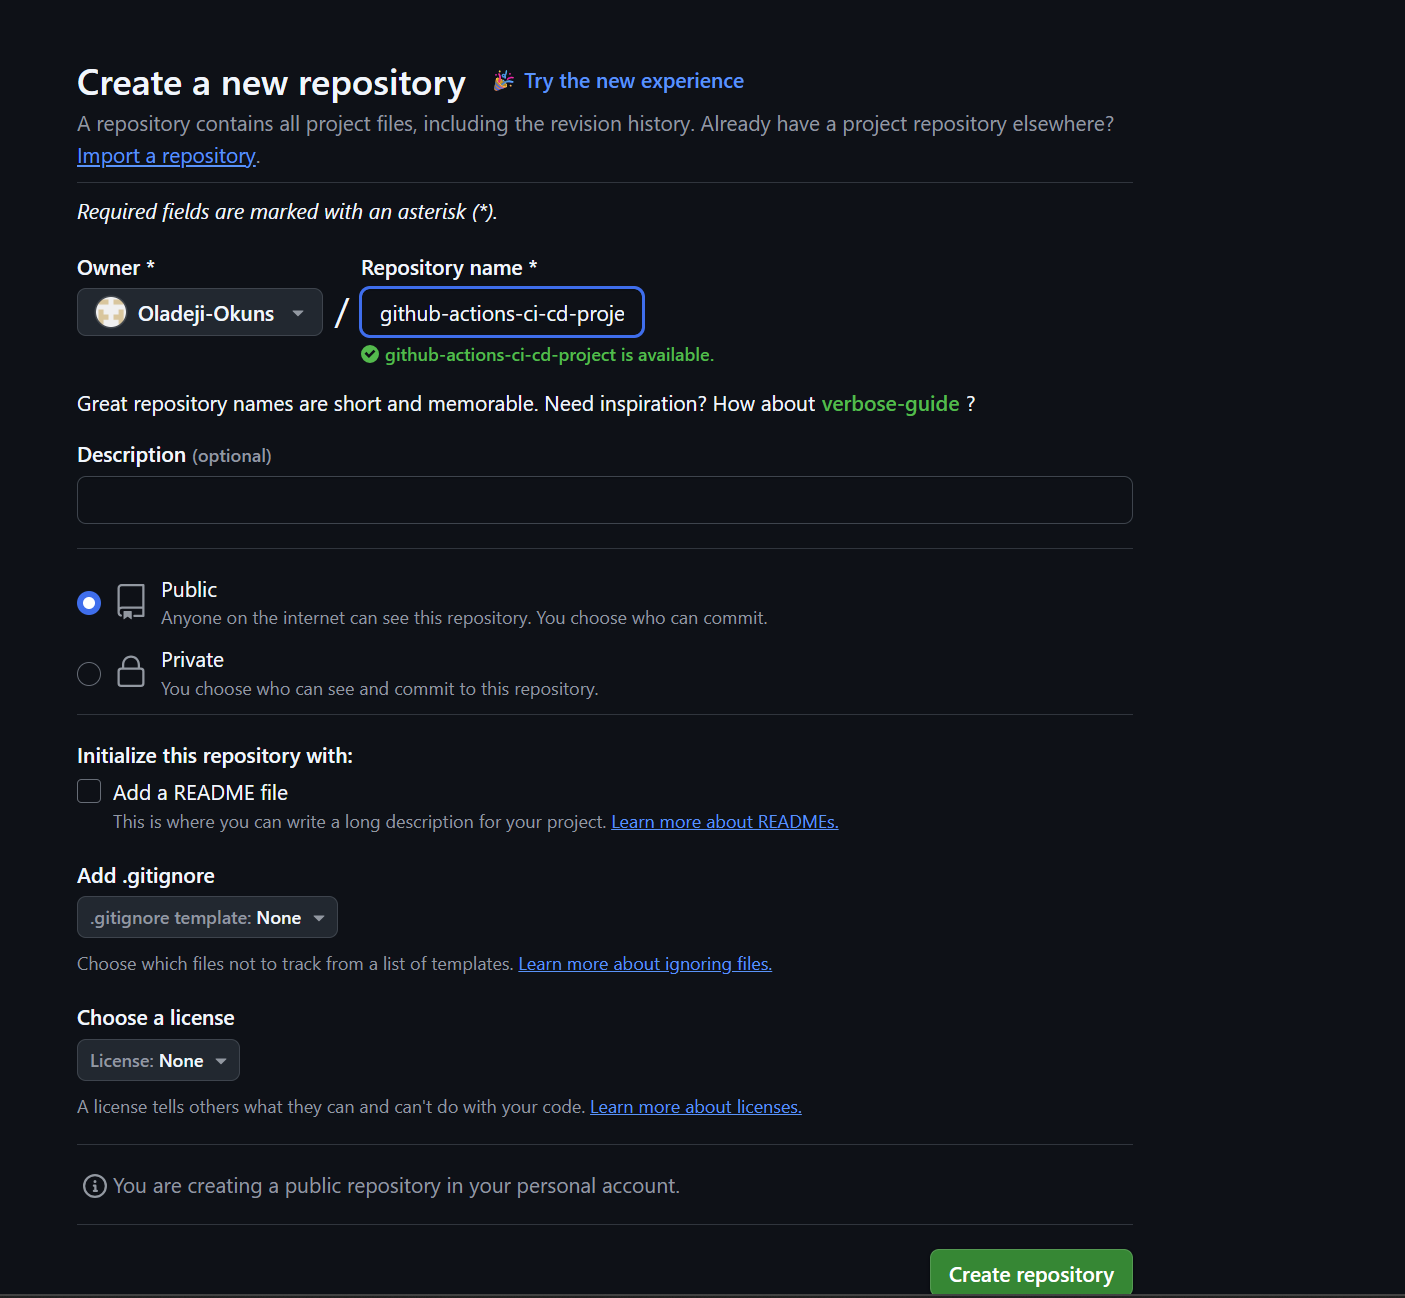 Create a new repository Try the new experience
A repository contains all project files, including the revision history. Already have a project repository elsewhere?
Import a repository.
Required fields are marked with an asterisk (*).
Owner * Repository name *
Oladeji-Okuns / github-actions-ci-cd-proje
github-actions-ci-cd-project is available.
Great repository names are short and memorable. Need inspiration? How about verbose-guide ?
Description (optional)
Public
Anyone on the internet can see this repository. You choose who can commit.
Private
You choose who can see and commit to this repository.
Initialize this repository with:
Add a README file
This is where you can write a long description for your project. Learn more about READMEs.
Add .gitignore
.gitignore template: None
Choose which files not to track from a list of templates. Learn more about ignoring files.
Choose a license
License: None
A license tells others what they can and can't do with your code. Learn more about licenses.
You are creating a public repository in your personal account.
Create repository